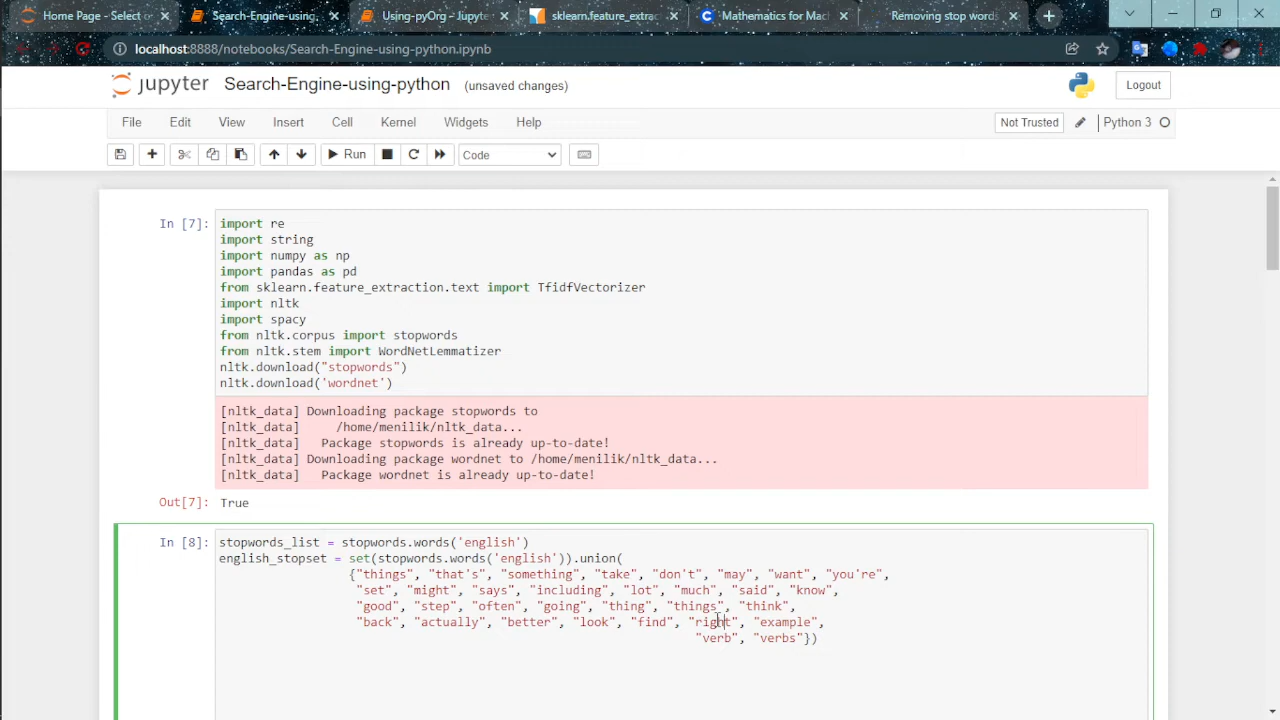 Home Page - Select o
Search-Engine-using-
Using-pyOrg - Jupyter
sklearn.feature_extrac
Mathematics for Mac
Removing stop words
localhost:8888/notebooks/Search-Engine-using-python.ipynb
jupyter Search-Engine-using-python (unsaved changes)
Logout
File Edit View Insert Cell Kernel Widgets Help
Not Trusted
Python 3
Run
Code
In [7]:
import re
import string
import numpy as np
import pandas as pd
from sklearn.feature_extraction.text import TfidfVectorizer
import nltk
import spacy
from nltk.corpus import stopwords
from nltk.stem import WordNetLemmatizer
nltk.download("stopwords")
nltk.download('wordnet')
[nltk_data] Downloading package stopwords to
[nltk_data]     /home/menilik/nltk_data...
[nltk_data]   Package stopwords is already up-to-date!
[nltk_data] Downloading package wordnet to /home/menilik/nltk_data...
[nltk_data]   Package wordnet is already up-to-date!
Out[7]: True
In [8]:
stopwords_list = stopwords.words('english')
english_stopset = set(stopwords.words('english')).union(
{"things", "that's", "something", "take", "don't", "may", "want", "you're",
"set", "might", "says", "including", "lot", "much", "said", "know",
"good", "step", "often", "going", "thing", "things", "think",
"back", "actually", "better", "look", "find", "right", "example",
"verb", "verbs"})